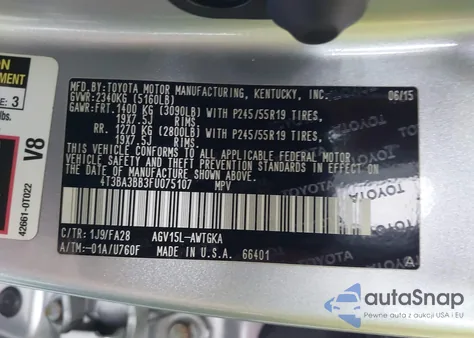 ON
EMENT
E: 3
V8
42661-0T022
MFD.BY:TOYOTA MOTOR MANUFACTURING, KENTUCKY, INC. 06/15
GVWR:2340KG (5160LB)
GAWR:FRT.1400 KG (3090LB) WITH P245/55R19 TIRES,
19X7.5J RIMS,
RR. 1270 KG (2800LB) WITH P245/55R19 TIRES,
19X7.5J RIMS,
THIS VEHICLE CONFORMS TO ALL APPLICABLE FEDERAL MOTOR
VEHICLE SAFETY STANDARDS IN EFFECT ON THE DATE OF
MANUFACTURE SHOWN ABOVE.
4T3BA3BB3FU075107 MPV
C/TR: 1J9/FA28 AGV15L-AWTGKA
A/TM:-01A/U760F MADE IN U.S.A. 66401
autoSnap
Pewne auta z aukcji USA i EU